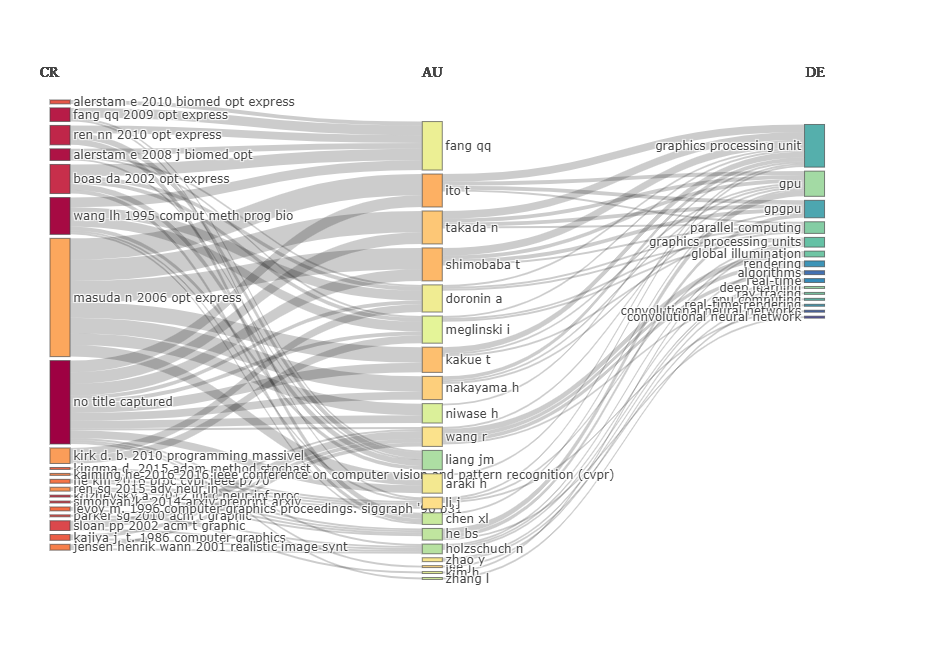 CR
AU
DE
alerstam e 2010 biomed opt express
fang qq 2009 opt express
ren nn 2010 opt express
alerstam e 2008 j biomed opt
boas da 2002 opt express
wang lh 1995 comput meth prog bio
masuda n 2006 opt express
no title captured
kirk d. b. 2010 programming massivel
kingma d. 2015 adam method stochast
kaiming he 2016 2016 ieee conference on computer vision and pattern recognition (cvpr)
he km 2016 proc cvpr ieee p770
ren sq 2015 adv neur in
krizhevsky a. 2012 int c neur inf proc
simonyan k. 2014 arxiv preprint arxiv
levoy m. 1996 computer graphics proceedings. siggraph '96 p31
parker sg 2010 acm t graphic
sloan pp 2002 acm t graphic
kajiya j. t. 1986 computer graphics
jensen henrik wann 2001 realistic image synt
fang qq
ito t
takada n
shimobaba t
doronin a
meglinski i
kakue t
nakayama h
niwase h
wang r
liang jm
araki h
li j
chen xl
he bs
holzschuch n
zhao y
lee j
kim h
zhang l
graphics processing unit
gpu
gpgpu
parallel computing
graphics processing units
global illumination
rendering
algorithms
real-time
deep learning
ray tracing
gpu computing
real-time rendering
convolutional neural networks
convolutional neural network